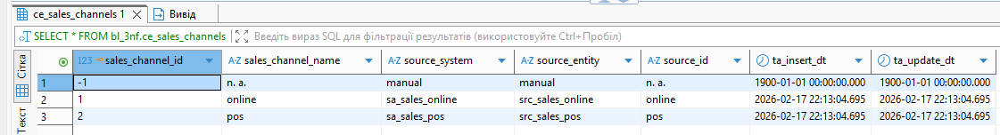 ce_sales_channels 1 Вивід
SELECT * FROM bl_3nf.ce_sales_channels Введіть вираз SQL для фільтрації результатів (використовуйте Ctrl+Пробіл)
Сітка
Текст
123 sales_channel_id A-Z sales_channel_name A-Z source_system A-Z source_entity A-Z source_id ta_insert_dt ta_update_dt
1 -1 n. a. manual manual n. a. 1900-01-01 00:00:00.000 1900-01-01 00:00:00.000
2 1 online sa_sales_online src_sales_online online 2026-02-17 22:13:04.695 2026-02-17 22:13:04.695
3 2 pos sa_sales_pos src_sales_pos pos 2026-02-17 22:13:04.695 2026-02-17 22:13:04.695